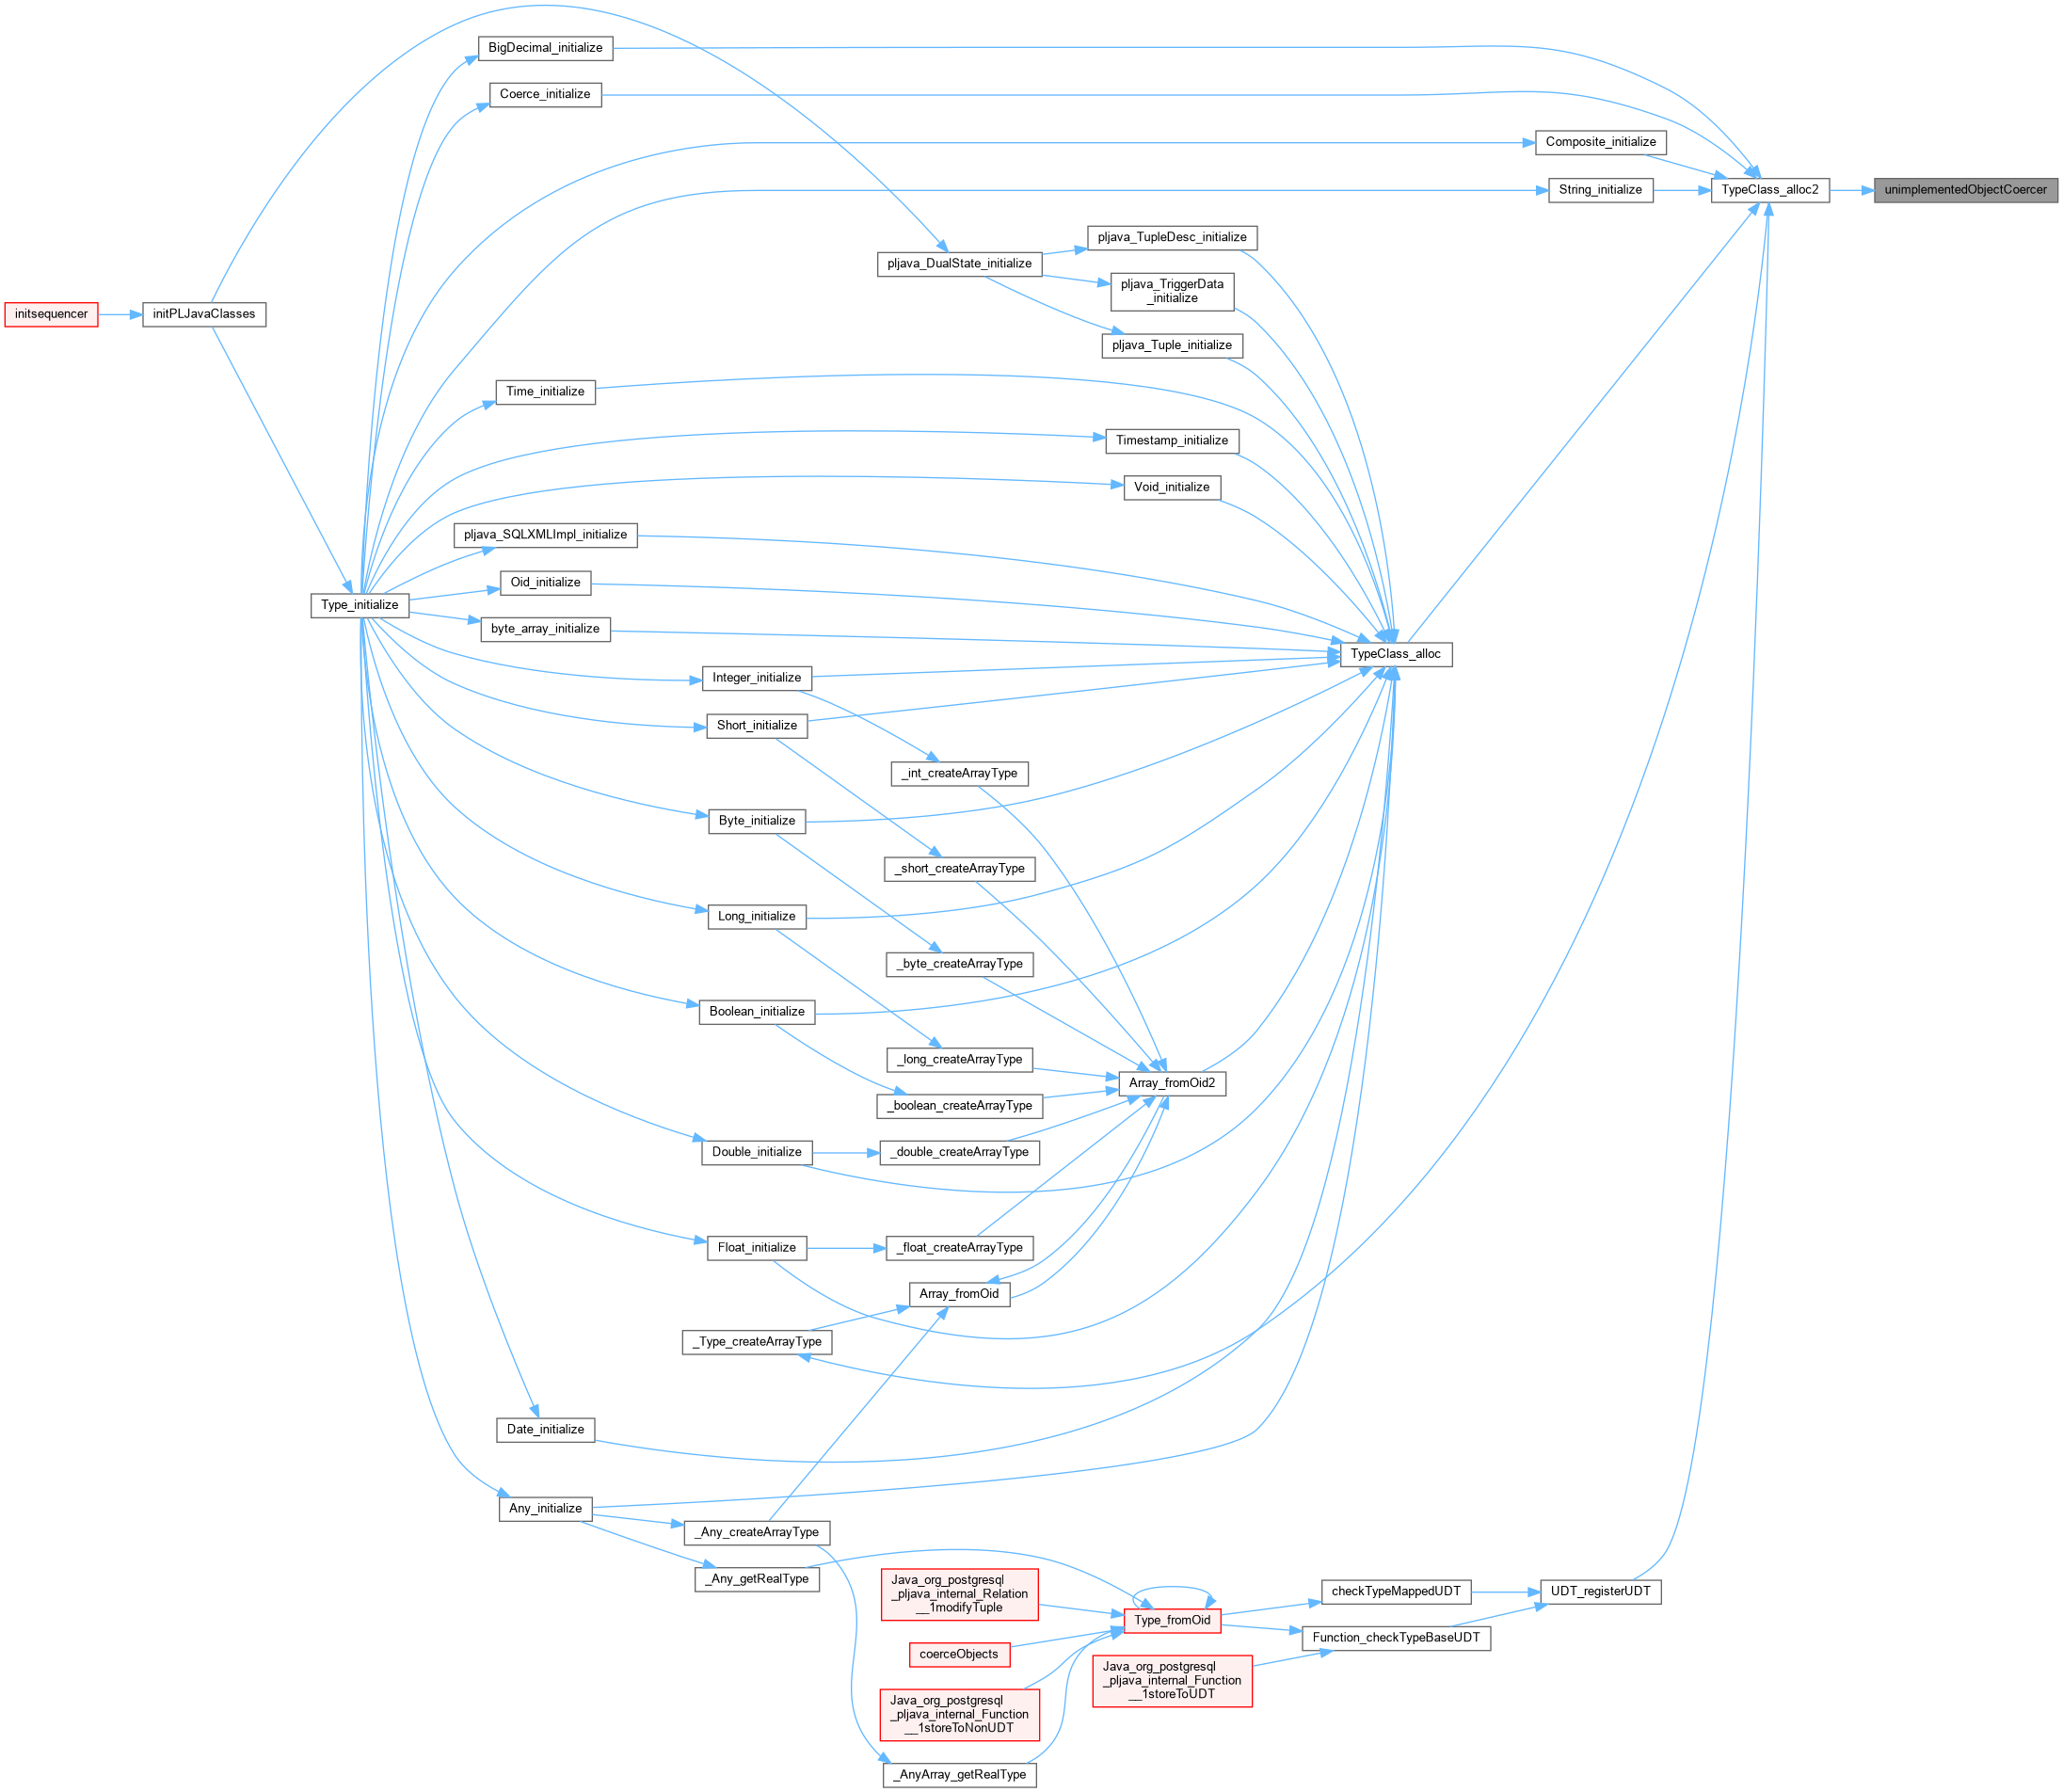 BigDecimal_initialize
Coerce_initialize
Composite_initialize
String_initialize
TypeClass_alloc2
unimplementedObjectCoercer
pljava_TupleDesc_initialize
pljava_DualState_initialize
pljava_TriggerData
_initialize
initsequencer
initPLJavaClasses
pljava_Tuple_initialize
Time_initialize
Timestamp_initialize
Void_initialize
pljava_SQLXMLImpl_initialize
Oid_initialize
Type_initialize
byte_array_initialize
TypeClass_alloc
Integer_initialize
Short_initialize
_int_createArrayType
Byte_initialize
_short_createArrayType
Long_initialize
_byte_createArrayType
Boolean_initialize
_long_createArrayType
Array_fromOid2
_boolean_createArrayType
Double_initialize
_double_createArrayType
Float_initialize
_float_createArrayType
Array_fromOid
_Type_createArrayType
Date_initialize
Any_initialize
_Any_createArrayType
_Any_getRealType
Java_org_postgresql
_pljava_internal_Relation
__1modifyTuple
checkTypeMappedUDT
UDT_registerUDT
Type_fromOid
Function_checkTypeBaseUDT
coerceObjects
Java_org_postgresql
_pljava_internal_Function
__1storeToUDT
Java_org_postgresql
_pljava_internal_Function
__1storeToNonUDT
_AnyArray_getRealType